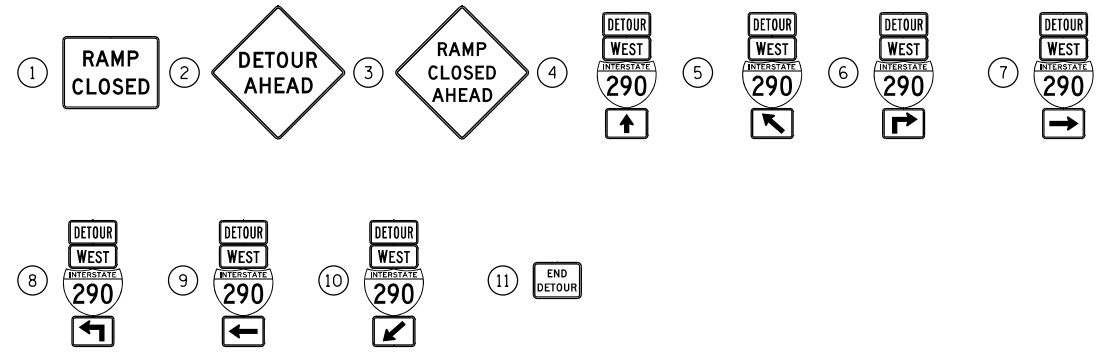 1
RAMP
CLOSED
2
DETOUR
AHEAD
3
RAMP
CLOSED
AHEAD
4
DETOUR
WEST
INTERSTATE
290
5
DETOUR
WEST
INTERSTATE
290
6
DETOUR
WEST
INTERSTATE
290
7
DETOUR
WEST
INTERSTATE
290
8
DETOUR
WEST
INTERSTATE
290
9
DETOUR
WEST
INTERSTATE
290
10
DETOUR
WEST
INTERSTATE
290
11
END
DETOUR